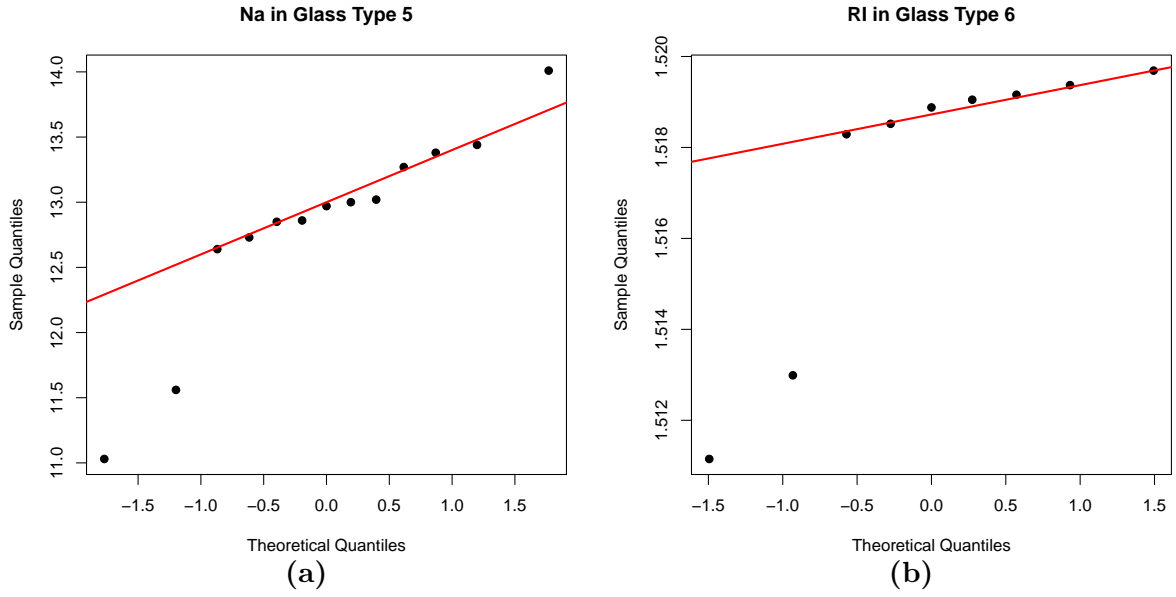 Na in Glass Type 5
14.0
13.5
13.0
12.5
12.0
11.5
11.0
Sample Quantiles
−1.5 −1.0 −0.5 0.0 0.5 1.0 1.5
Theoretical Quantiles
(a)
RI in Glass Type 6
1.520
1.518
1.516
1.514
1.512
Sample Quantiles
−1.5 −1.0 −0.5 0.0 0.5 1.0 1.5
Theoretical Quantiles
(b)